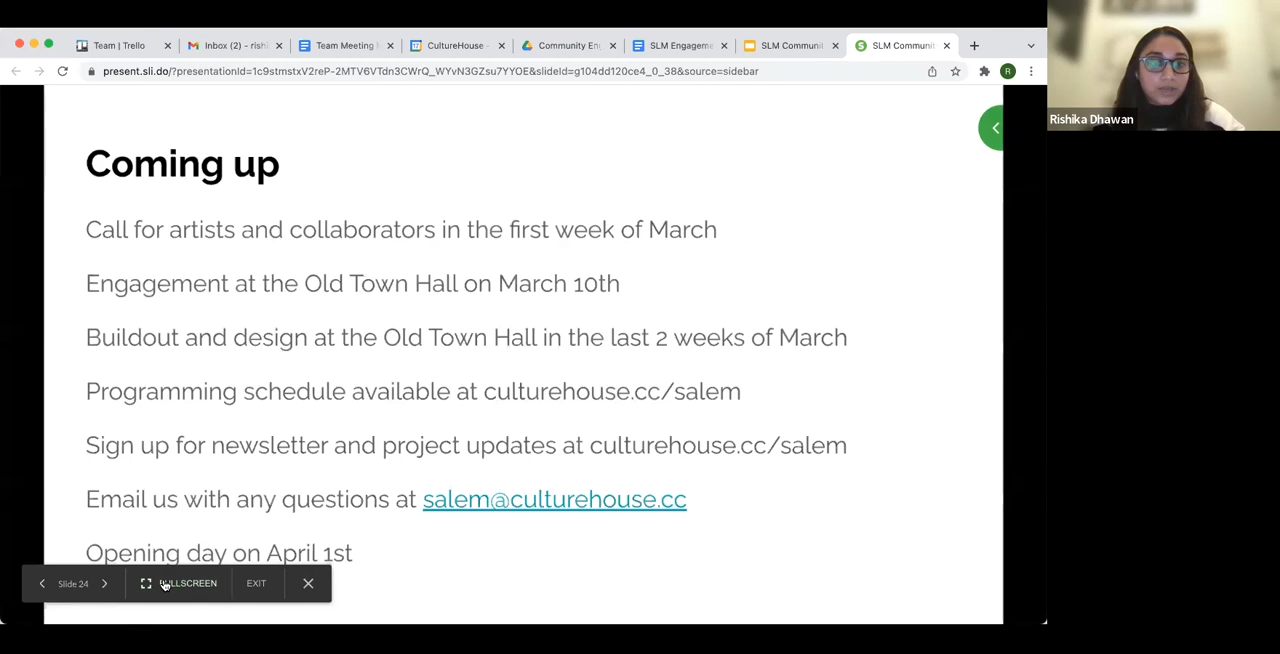 Team | Trello
Inbox (2) - rishi
Team Meeting
CultureHouse -
Community En
SLM Engagem
SLM Communi
SLM Communit
present.sli.do/?presentationId=1c9stmstxV2reP-2MTV6VTdn3CWrQ_WYvN3GZsu7YYOE&slideId=g104dd120ce4_0_38&source=sidebar
R
Rishika Dhawan
Coming up
Call for artists and collaborators in the first week of March
Engagement at the Old Town Hall on March 10th
Buildout and design at the Old Town Hall in the last 2 weeks of March
Programming schedule available at culturehouse.cc/salem
Sign up for newsletter and project updates at culturehouse.cc/salem
Email us with any questions at salem@culturehouse.cc
Opening day on April 1st
Slide 24
FULLSCREEN
EXIT